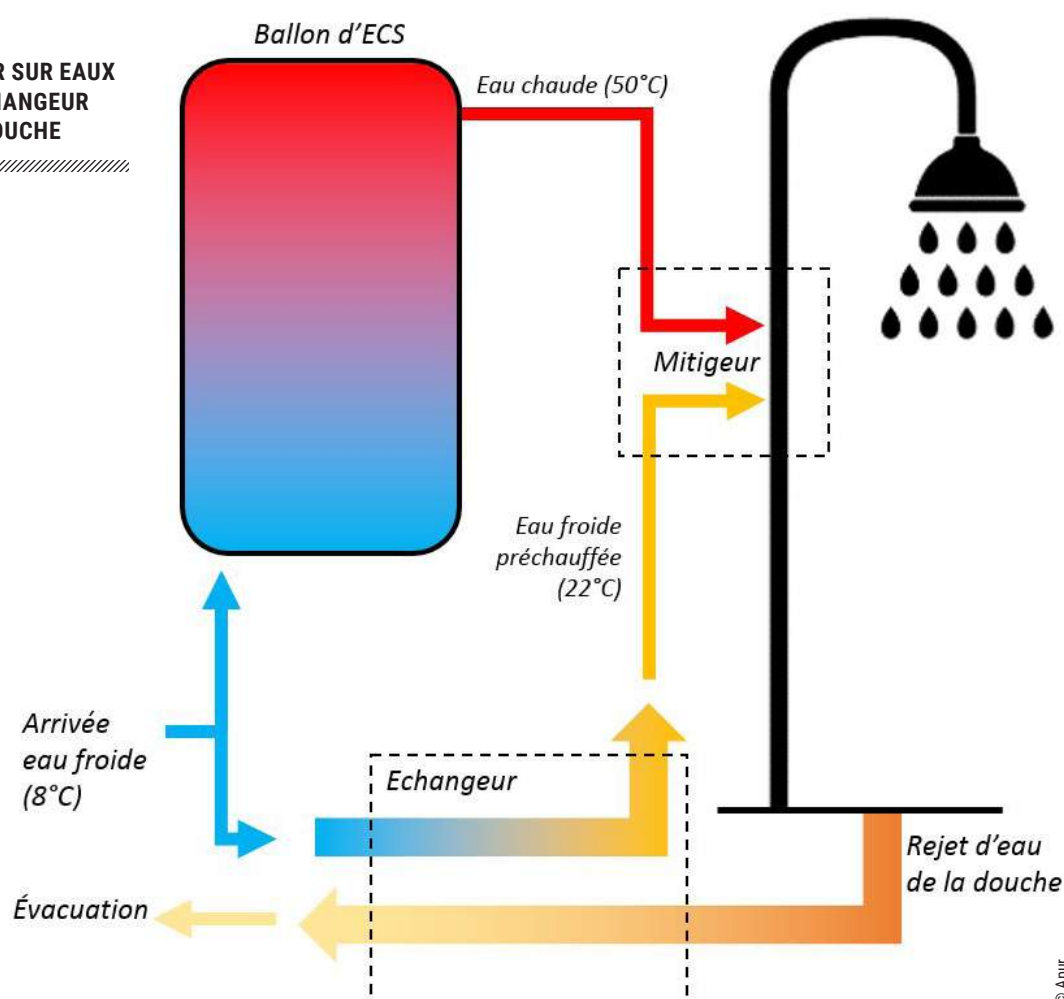 R SUR EAUX
HANGEUR
OUCHE
Ballon d’ECS
Eau chaude (50°C)
Mitigeur
Eau froide
préchauffée
(22°C)
Arrivée
eau froide
(8°C)
Echangeur
Rejet d’eau
de la douche
Évacuation
© Apur